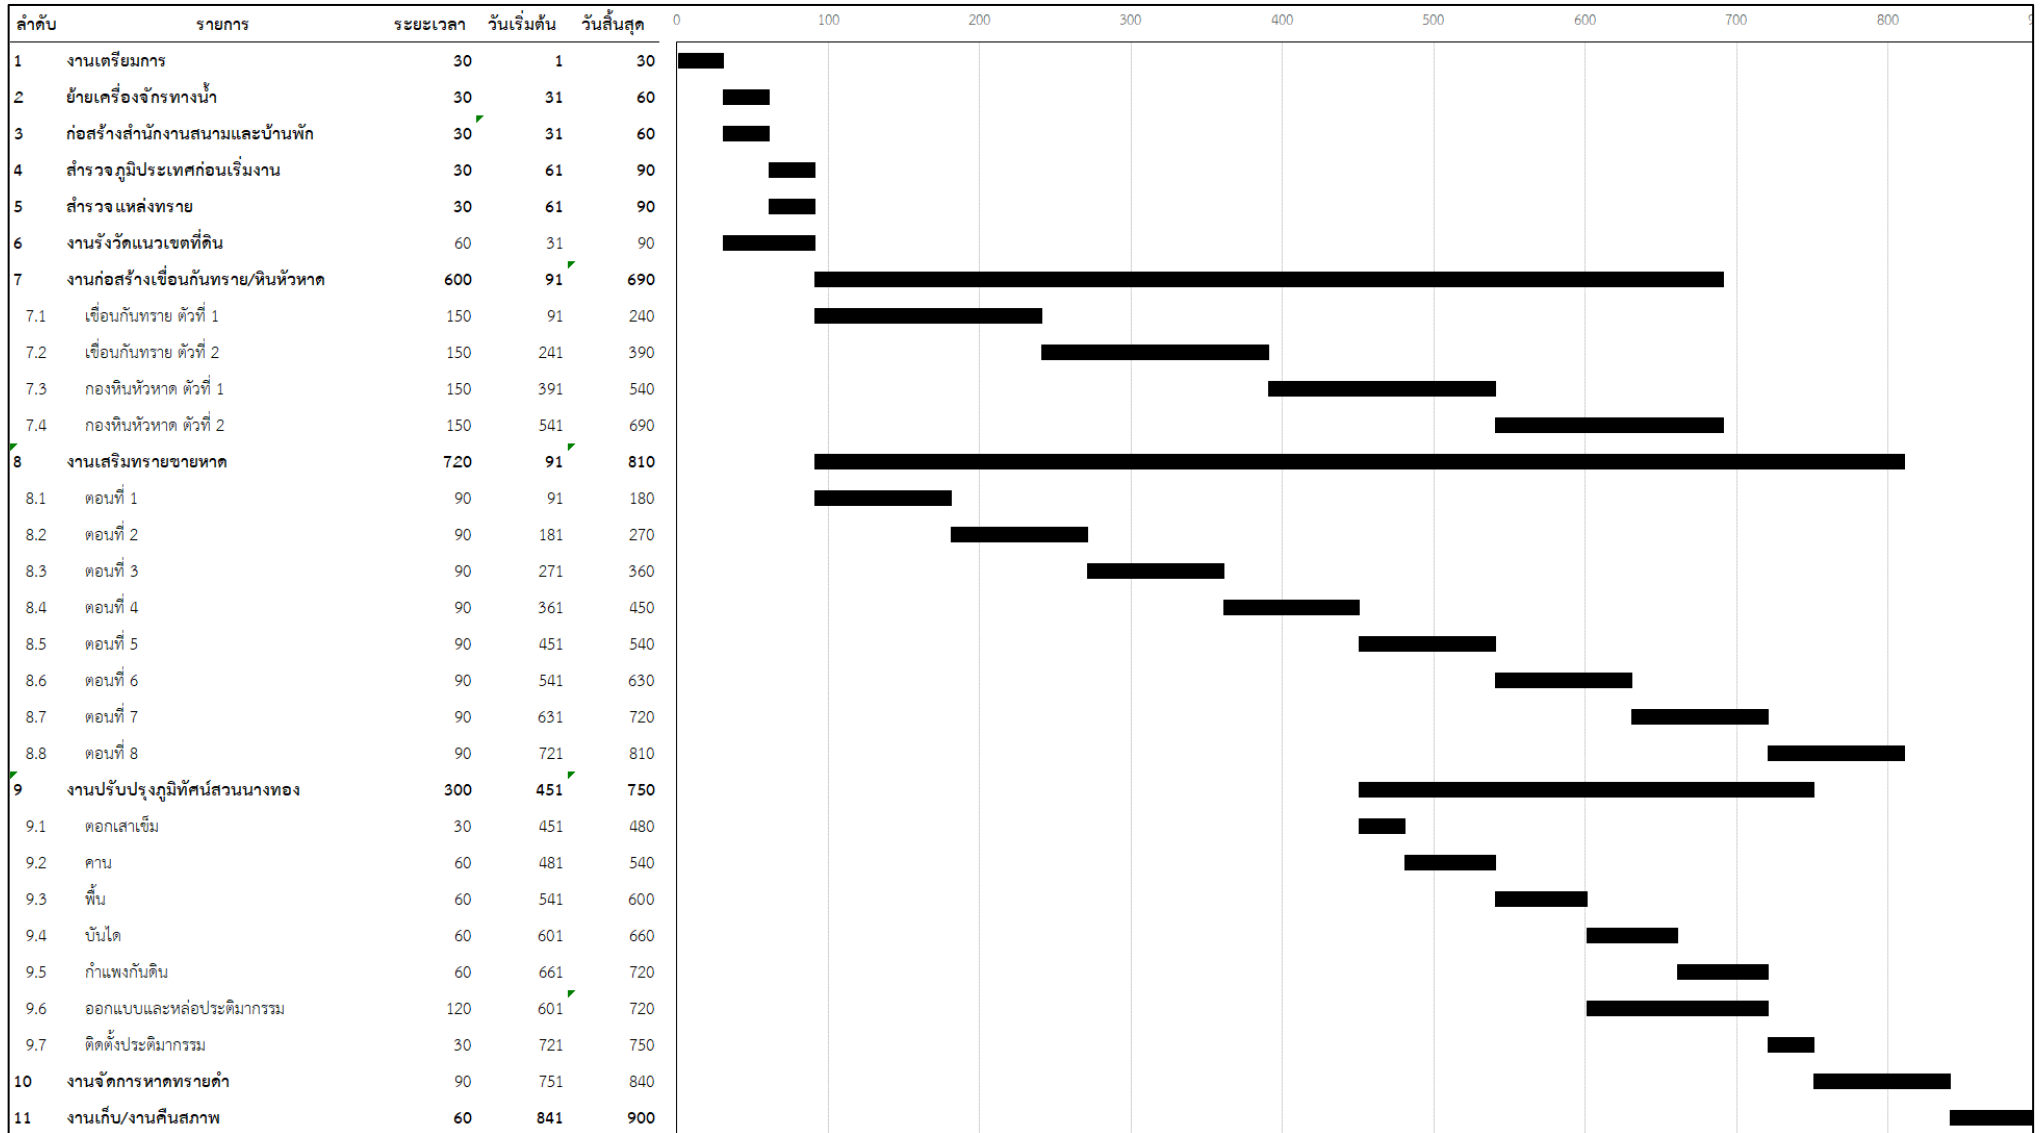 ลำดับ รายการ ระยะเวลา วันเริ่มต้น วันสิ้นสุด 0 100 200 300 400 500 600 700 800
1 งานเตรียมการ 30 1 30
2 ย้ายเครื่องจักรทางน้ำ 30 31 60
3 ก่อสร้างสำนักงานสนามและบ้านพัก 30 31 60
4 สำรวจภูมิประเทศก่อนเริ่มงาน 30 61 90
5 สำรวจแหล่งทราย 30 61 90
6 งานรังวัดแนวเขตที่ดิน 60 31 90
7 งานก่อสร้างเขื่อนกันทราย/หินหัวหาด 600 91 690
7.1 เขื่อนกันทราย ตัวที่ 1 150 91 240
7.2 เขื่อนกันทราย ตัวที่ 2 150 241 390
7.3 กองหินหัวหาด ตัวที่ 1 150 391 540
7.4 กองหินหัวหาด ตัวที่ 2 150 541 690
8 งานเสริมทรายชายหาด 720 91 810
8.1 ตอนที่ 1 90 91 180
8.2 ตอนที่ 2 90 181 270
8.3 ตอนที่ 3 90 271 360
8.4 ตอนที่ 4 90 361 450
8.5 ตอนที่ 5 90 451 540
8.6 ตอนที่ 6 90 541 630
8.7 ตอนที่ 7 90 631 720
8.8 ตอนที่ 8 90 721 810
9 งานปรับปรุงภูมิทัศน์สวนนางทอง 300 451 750
9.1 ตอกเสาเข็ม 30 451 480
9.2 คาน 60 481 540
9.3 พื้น 60 541 600
9.4 บันได 60 601 660
9.5 กำแพงกันดิน 60 661 720
9.6 ออกแบบและหล่อประติมากรรม 120 601 720
9.7 ติดตั้งประติมากรรม 30 721 750
10 งานจัดการหาดทรายดำ 90 751 840
11 งานเก็บ/งานคืนสภาพ 60 841 900